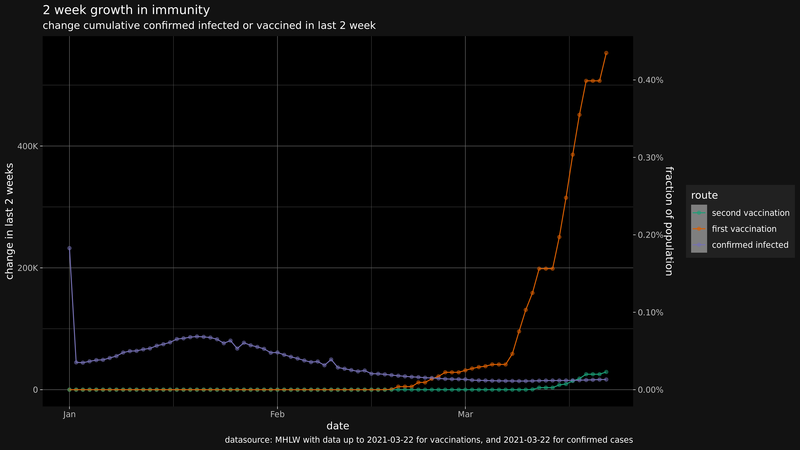 2 week growth in immunity
change cumulative confirmed infected or vaccined in last 2 week
change in last 2 weeks
400K
200K
0
0.40%
0.30%
0.20%
0.10%
0.00%
fraction of population
Jan
Feb
Mar
date
route
second vaccination
first vaccination
confirmed infected
datasource: MHLW with data up to 2021-03-22 for vaccinations, and 2021-03-22 for confirmed cases